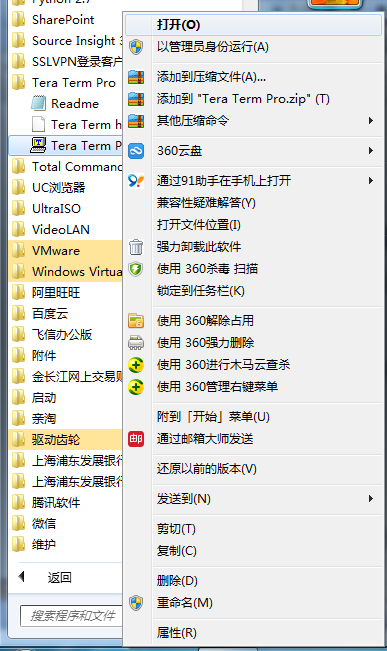 Python 2.7
SharePoint
Source Insight 3
SSLVPN登录客户
Tera Term Pro
Readme
Tera Term h
Tera Term P
Total Command
UC浏览器
UltraISO
VideoLAN
VMware
Windows Virtua
阿里旺旺
百度云
飞信办公版
附件
金长江网上交易财
启动
亲淘
驱动齿轮
上海浦东发展银行
上海浦东发展银行
腾讯软件
微信
维护
返回
搜索程序和文件
打开(O)
以管理员身份运行(A)
添加到压缩文件(A)...
添加到 "Tera Term Pro.zip" (T)
其他压缩命令
360云盘
通过91助手在手机上打开
兼容性疑难解答(Y)
打开文件位置(I)
强力卸载此软件
使用 360杀毒 扫描
锁定到任务栏(K)
使用 360解除占用
使用 360强力删除
使用 360进行木马云查杀
使用 360管理右键菜单
附到「开始」菜单(U)
通过邮箱大师发送
还原以前的版本(V)
发送到(N)
剪切(T)
复制(C)
删除(D)
重命名(M)
属性(R)